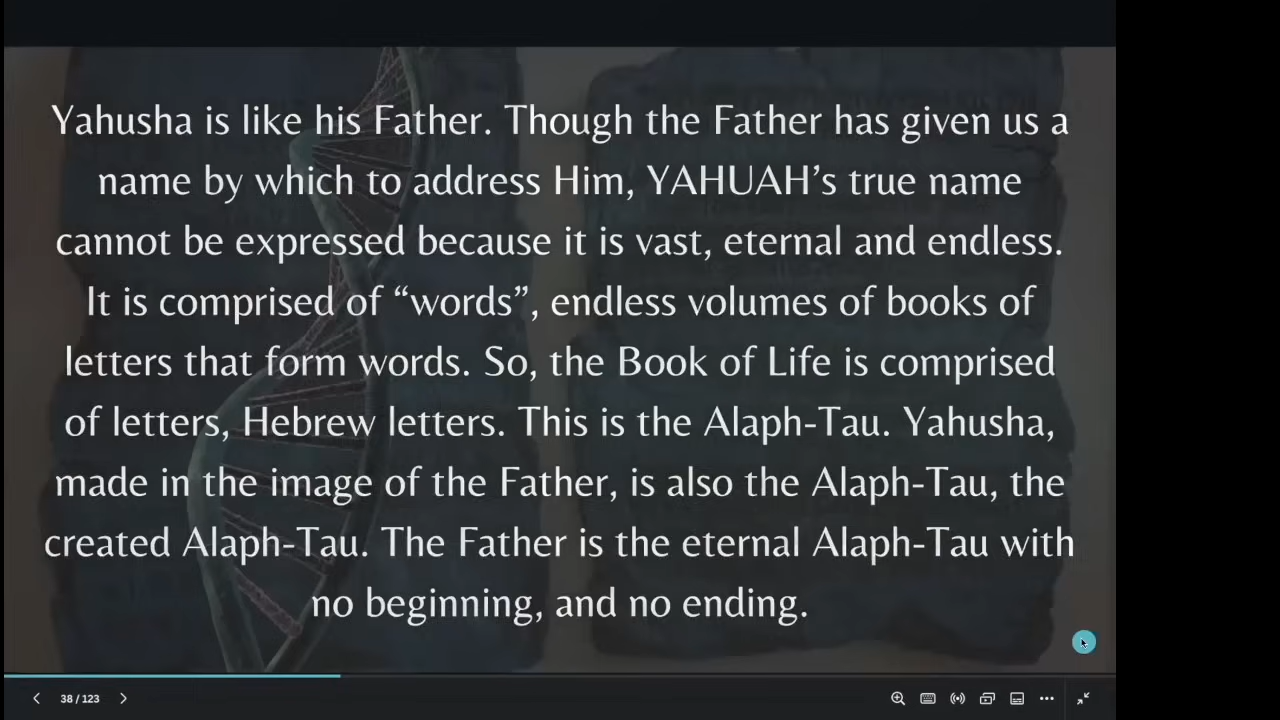 Yahusha is like his Father. Though the Father has given us a
name by which to address Him, YAHUAH’s true name
cannot be expressed because it is vast, eternal and endless.
It is comprised of “words”, endless volumes of books of
letters that form words. So, the Book of Life is comprised
of letters, Hebrew letters. This is the Alaph-Tau. Yahusha,
made in the image of the Father, is also the Alaph-Tau, the
created Alaph-Tau. The Father is the eternal Alaph-Tau with
no beginning, and no ending.
38 / 123